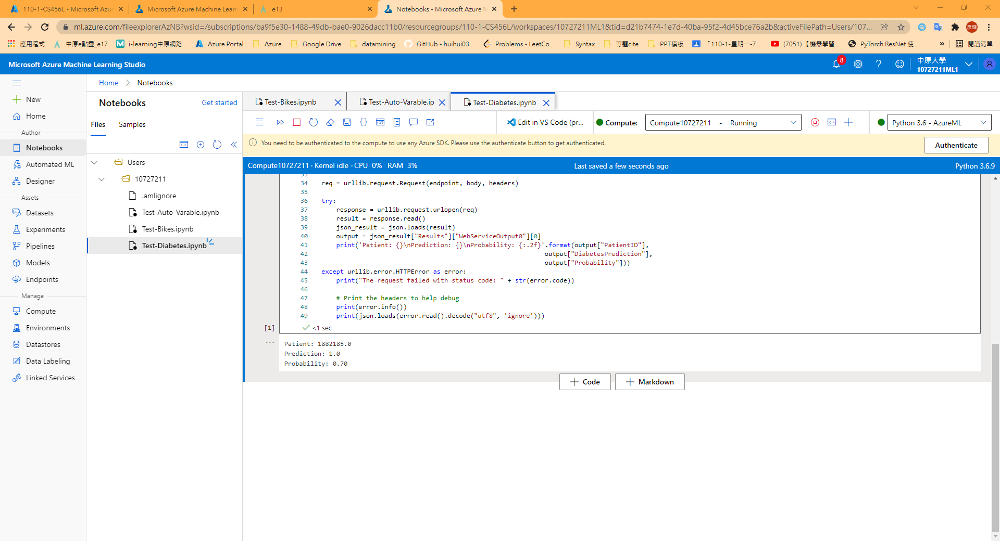 110-1-CS456L - Microsoft Azur
Microsoft Azure Machine Learn
e13
Notebooks - Microsoft Azure M
ml.azure.com/fileexplorerAzNB?wsid=/subscriptions/ba9f5e30-1488-49db-bae0-9026dacc11b0/resourcegroups/110-1-CS456L/workspaces/10727211ML1&tid=d21b7474-1e7d-40ba-95f2-4d45bce76a2b&activeFilePath=Users/107...
彥輝
應用程式
中原e點靈_e17
i-learning中原網路...
Azure Portal
Azure
Google Drive
datamining
GitHub - huihui03...
Problems - LeetCo...
Syntax
專題cite
PPT模板
「110-1-星期一-7....
(7051) 【機器學習...
PyTorch ResNet 使...
»
閱讀清單
Microsoft Azure Machine Learning Studio
8
中原大學
10727211ML1
New
Home
Author
Notebooks
Automated ML
Designer
Assets
Datasets
Experiments
Pipelines
Models
Endpoints
Manage
Compute
Environments
Datastores
Data Labeling
Linked Services
Home > Notebooks
Notebooks
Get started
Files
Samples
Users
10727211
.amlignore
Test-Auto-Varable.ipynb
Test-Bikes.ipynb
Test-Diabetes.ipynb
Test-Bikes.ipynb
Test-Auto-Varable.ip
Test-Diabetes.ipynb
Edit in VS Code (pr...
Compute:
Compute10727211 - Running
Python 3.6 - AzureML
You need to be authenticated to the compute to use any Azure SDK. Please use the authenticate button to get authenticated.
Authenticate
Compute10727211 · Kernel idle · CPU 0% RAM 3%
Last saved a few seconds ago
Python 3.6.9
33
34 req = urllib.request.Request(endpoint, body, headers)
35
36 try:
37 response = urllib.request.urlopen(req)
38 result = response.read()
39 json_result = json.loads(result)
40 output = json_result["Results"]["WebServiceOutput0"][0]
41 print('Patient: {}\nPrediction: {}\nProbability: {:.2f}'.format(output["PatientID"],
42 output["DiabetesPrediction"],
43 output["Probability"]))
44 except urllib.error.HTTPError as error:
45 print("The request failed with status code: " + str(error.code))
46
47 # Print the headers to help debug
48 print(error.info())
49 print(json.loads(error.read().decode("utf8", 'ignore')))
[1]
<1 sec
...
Patient: 1882185.0
Prediction: 1.0
Probability: 0.70
Code
Markdown